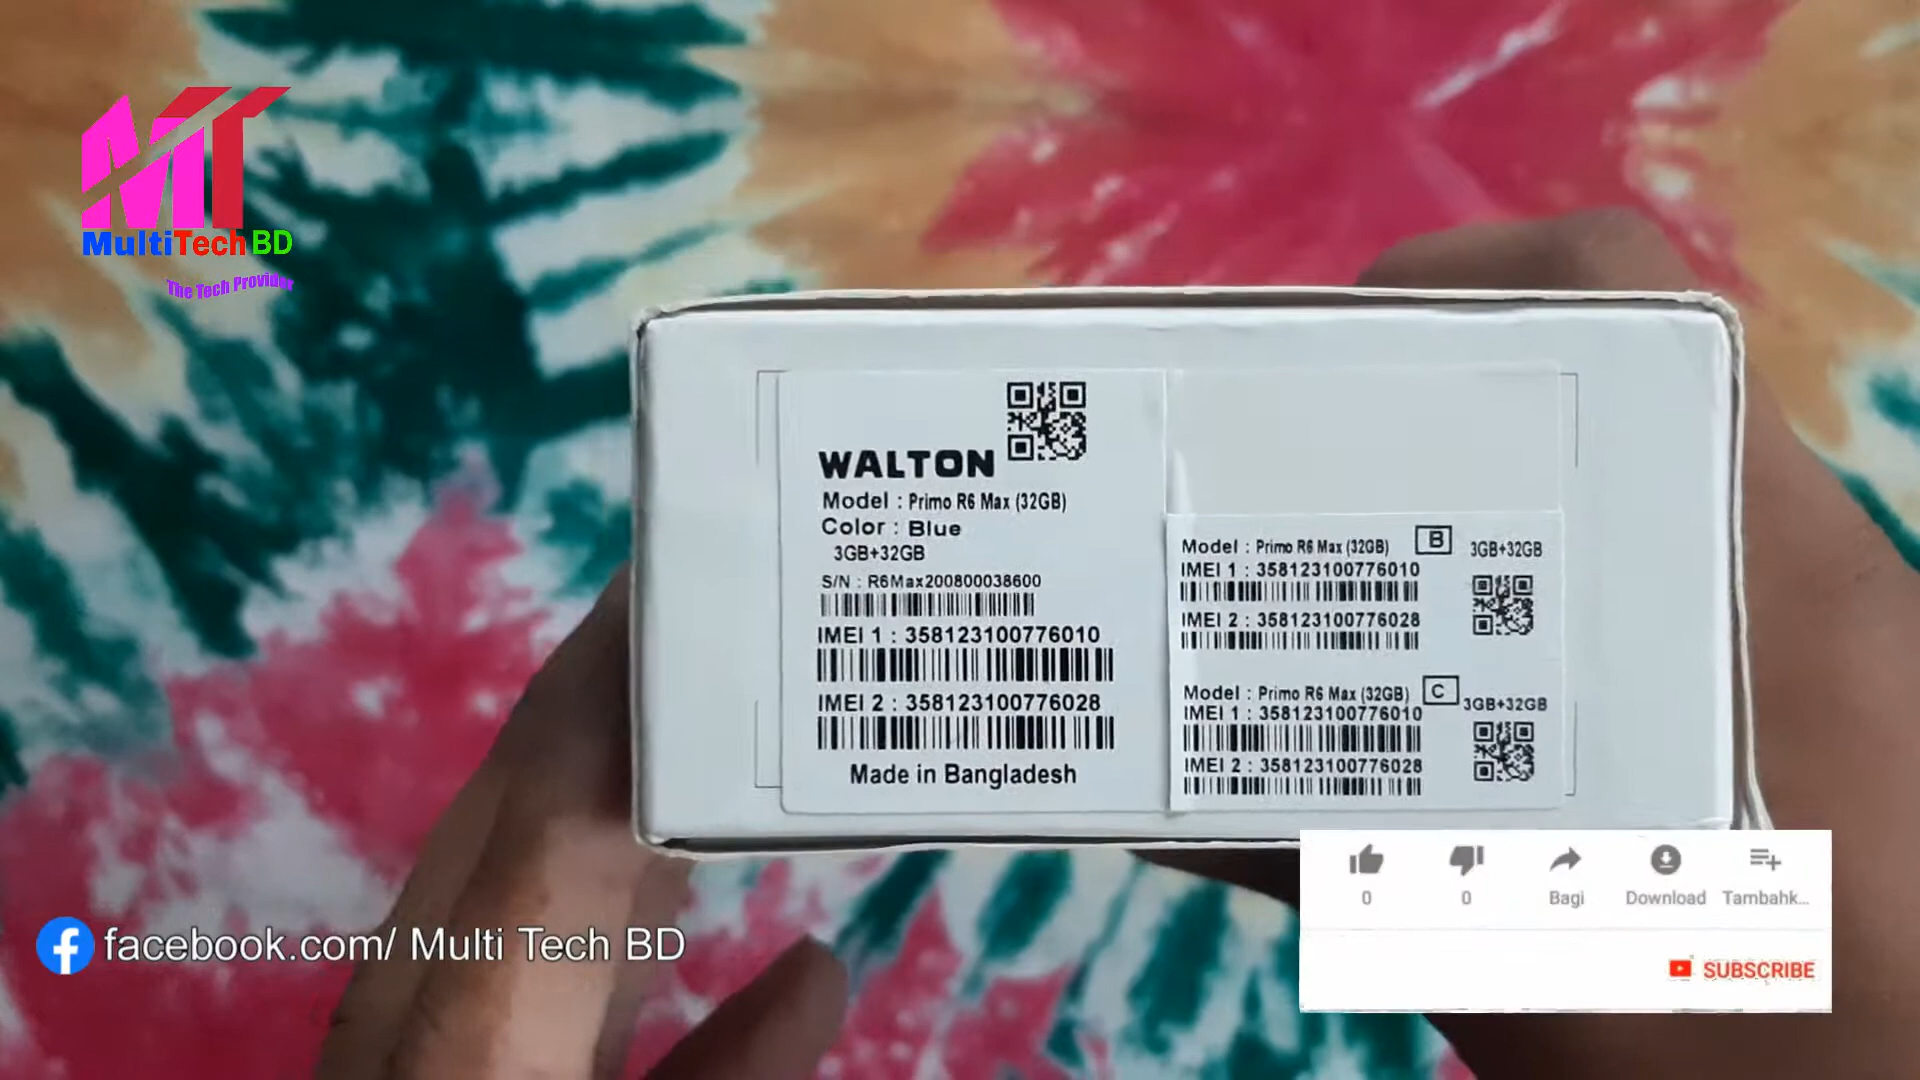 MT
MultiTech BD
The Tech Provider
WALTON
Model : Primo R6 Max (32GB)
Color : Blue
3GB+32GB
S/N : R6Max200800038600
IMEI 1 : 358123100776010
IMEI 2 : 358123100776028
Made in Bangladesh
Model : Primo R6 Max (32GB) B 3GB+32GB
IMEI 1 : 358123100776010
IMEI 2 : 358123100776028
Model : Primo R6 Max (32GB) C 3GB+32GB
IMEI 1 : 358123100776010
IMEI 2 : 358123100776028
facebook.com/ Multi Tech BD
0 0 Bagi Download Tambahk...
SUBSCRIBE